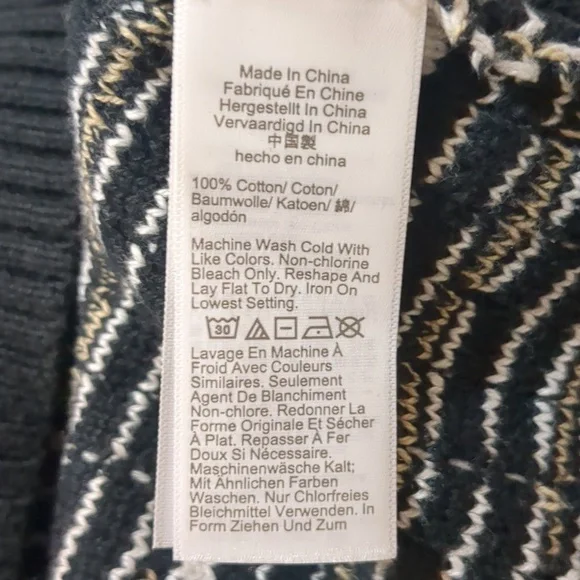 Made In China
Fabriqué En Chine
Hergestellt In China
Vervaardigd In China
中国製
hecho en china
100% Cotton/ Coton/
Baumwolle/ Katoen/ 綿/
algodón
Machine Wash Cold With
Like Colors. Non-chlorine
Bleach Only. Reshape And
Lay Flat To Dry. Iron On
Lowest Setting.
30
Lavage En Machine À
Froid Avec Couleurs
Similaires. Seulement
Agent De Blanchiment
Non-chlore. Redonner La
Forme Originale Et Sécher
À Plat. Repasser À Fer
Doux Si Nécessaire.
Maschinenwäsche Kalt;
Mit Ähnlichen Farben
Waschen. Nur Chlorfreies
Bleichmittel Verwenden. In
Form Ziehen Und Zum